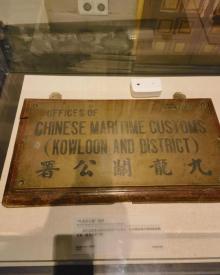 OFFICES OF
CHINESE MARITIME CUSTOMS
(KOWLOON AND DISTRICT)
署公關龍九